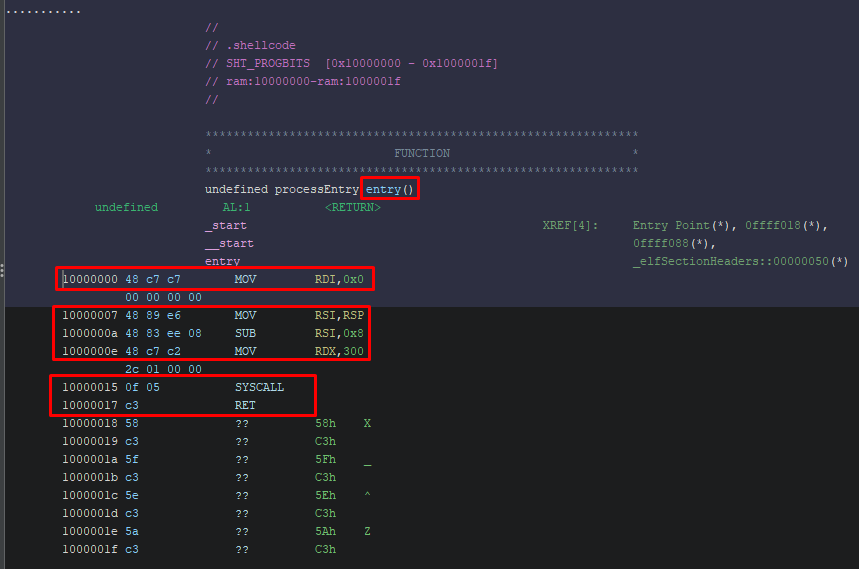 ...........
//
// .shellcode
// SHT_PROGBITS [0x10000000 - 0x1000001f]
// ram:10000000-ram:1000001f
//
**************************************************************
* FUNCTION *
**************************************************************
undefined processEntry entry()
undefined AL:1 <RETURN>
_start XREF[4]: Entry Point(*), 0ffff018(*),
__start 0ffff088(*),
entry _elfSectionHeaders::00000050(*)
10000000 48 c7 c7 MOV RDI,0x0
00 00 00 00
10000007 48 89 e6 MOV RSI,RSP
1000000a 48 83 ee 08 SUB RSI,0x8
1000000e 48 c7 c2 MOV RDX,300
2c 01 00 00
10000015 0f 05 SYSCALL
10000017 c3 RET
10000018 58 ?? 58h X
10000019 c3 ?? C3h
1000001a 5f ?? 5Fh _
1000001b c3 ?? C3h
1000001c 5e ?? 5Eh ^
1000001d c3 ?? C3h
1000001e 5a ?? 5Ah Z
1000001f c3 ?? C3h